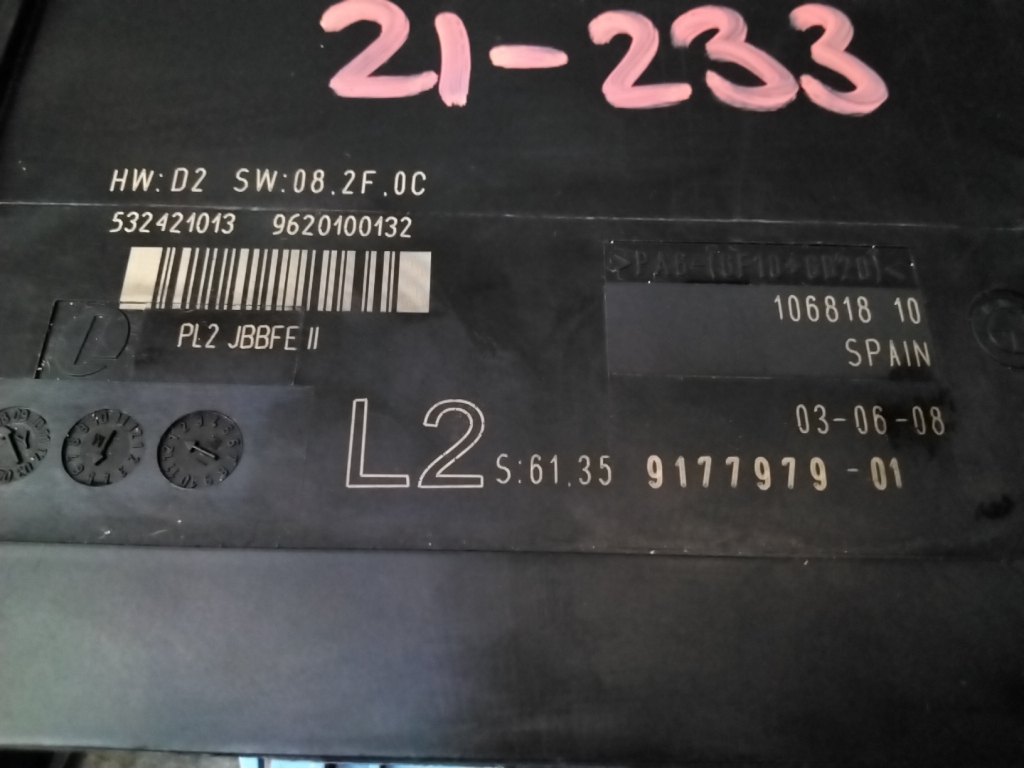 21-233
HW: D2 SW:08.2F.0C
532421013 9620100132
PL2 JBBFE II
106818 10
SPAIN
03-06-08
L2 S:61.35 9177979-01